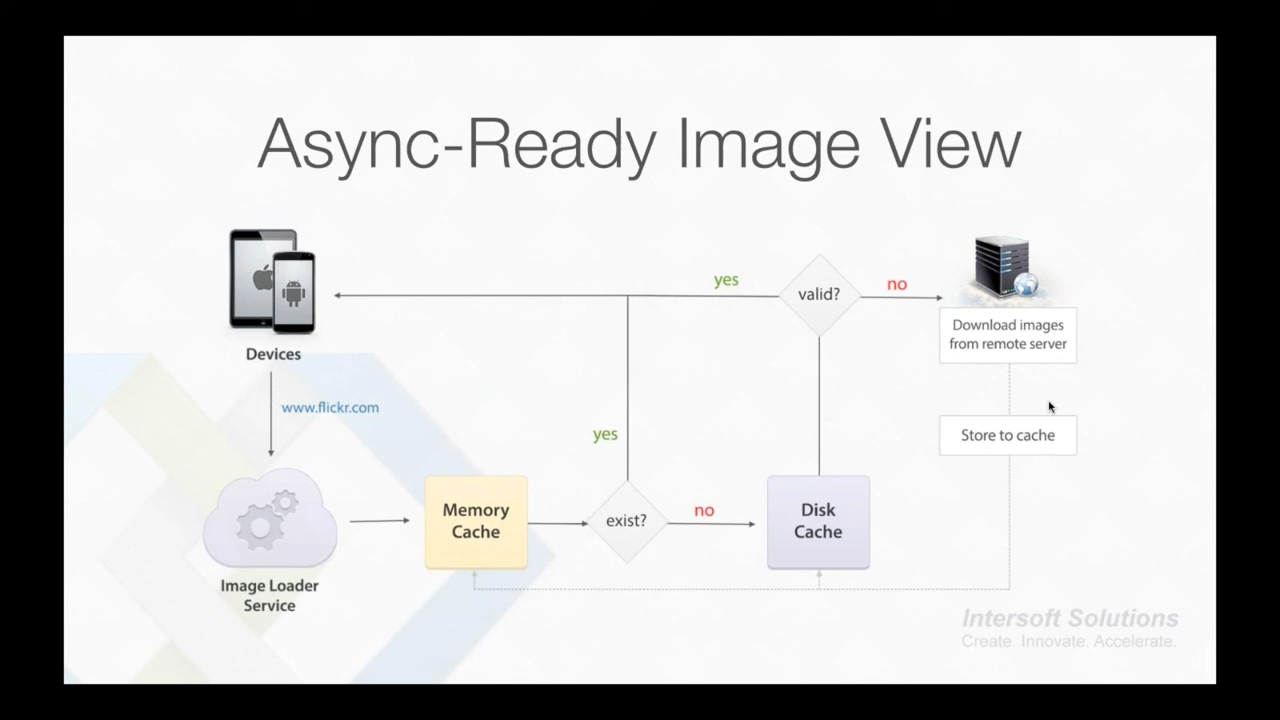 Async-Ready Image View
yes
valid?
no
Download images
from remote server
Devices
www.flickr.com
yes
Store to cache
Memory
Cache
exist?
no
Disk
Cache
Image Loader
Service
Intersoft Solutions
Create. Innovate. Accelerate.